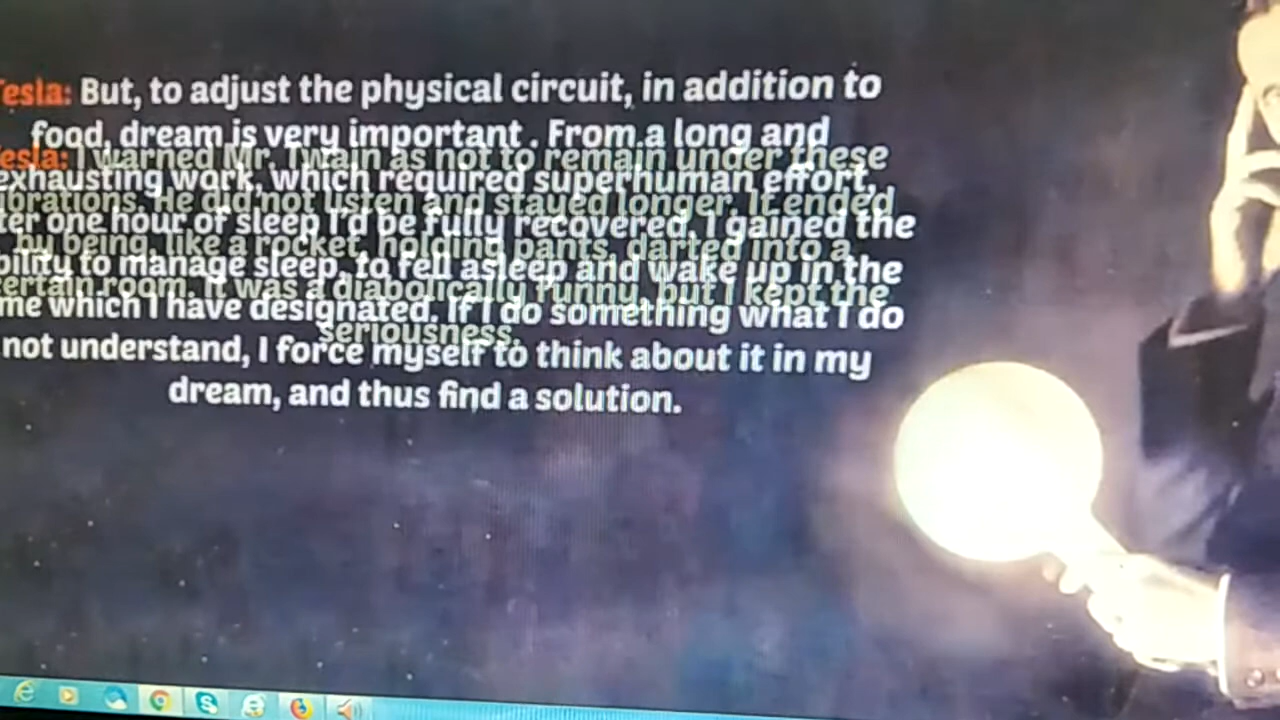 Tesla: But, to adjust the physical circuit, in addition to
food, dream is very important . From a long and
exhausting work, which required superhuman effort,
ter one hour of sleep I'd be fully recovered. I gained the
bility to manage sleep, to fell asleep and wake up in the
me which I have designated. If I do something what I do
not understand, I force myself to think about it in my
dream, and thus find a solution.
esla: I warned Mr. Twain as not to remain under these
ibrations. He did not listen and stayed longer. It ended
by being, like a rocket, holding pants, darted into a
certain room. It was a diabolically funny, but I kept the
seriousness.